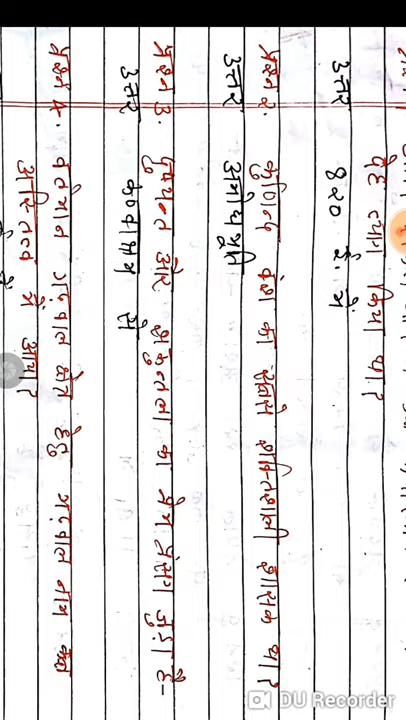 देह त्याग किया था?
उत्तर 820 ई. में
प्रश्न 2. कुणिन्द वंश का सबसे शक्तिशाली शासक था?
उत्तर अमोघभूति
प्रश्न 3. दुष्यन्त और शकुन्तला का प्रेम प्रसंग जुड़ा है-
उत्तर कण्वाश्रम से
प्रश्न 4. वर्तमान गढ़वाल क्षेत्र हेतु गढ़वाल नाम कब
अस्तित्व में आया?
DU Recorder